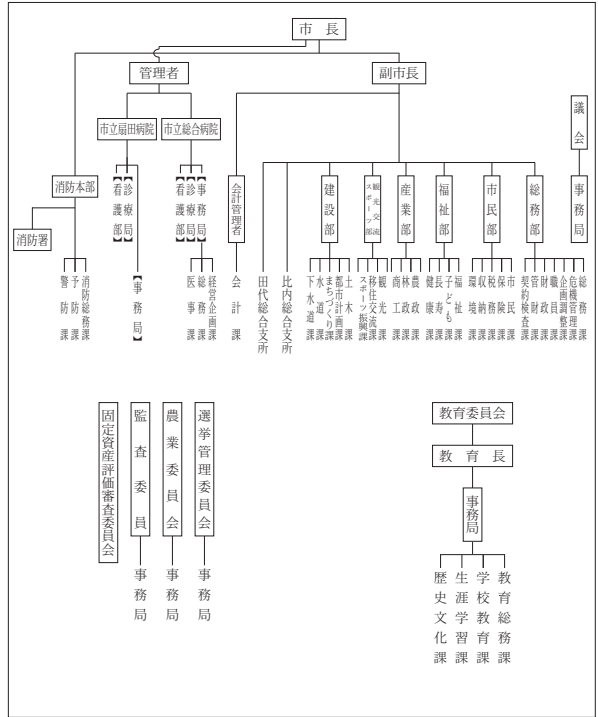 市長
管理者
副市長
議会
市立扇田病院
市立総合病院
消防本部
【看護部】
【診療局】
【看護部】
【診療局】
【事務局】
会計管理者
建設部
観光交流スポーツ部
産業部
福祉部
市民部
総務部
事務局
消防署
警防課
予防課
消防総務課
【事務局】
医事課
総務課
経営企画課
会計課
田代総合支所
比内総合支所
下水道課
水道課
まちづくり課
都市計画課
土木課
スポーツ振興課
移住交流課
観光課
商工課
林政課
農政課
健康課
長寿課
子ども課
福祉課
環境課
収納課
税務課
保険課
市民課
契約検査課
管財課
財政課
職員課
企画調整課
危機管理課
総務課
固定資産評価審査委員会
監査委員
農業委員会
選挙管理委員会
事務局
事務局
事務局
教育委員会
教育長
事務局
歴史文化課
生涯学習課
学校教育課
教育総務課